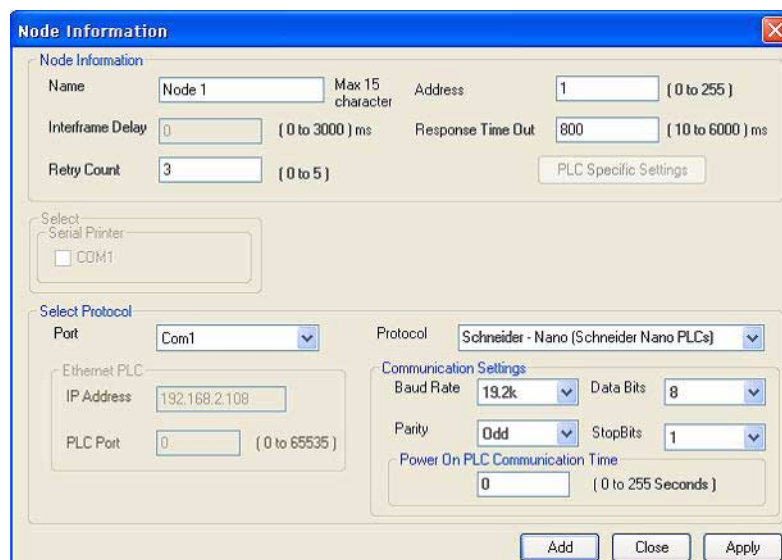 Node Information
Node Information
Name Node 1 Max 15 character Address 1 ( 0 to 255 )
Interframe Delay 0 ( 0 to 3000 ) ms Response Time Out 800 ( 10 to 6000 ) ms
Retry Count 3 ( 0 to 5 ) PLC Specific Settings
Select
Serial Printer
COM1
Select Protocol
Port Com1 Protocol Schneider - Nano (Schneider Nano PLCs)
Ethernet PLC Communication Settings
IP Address 192.168.2.108 Baud Rate 19.2k Data Bits 8
PLC Port 0 ( 0 to 65535 ) Parity Odd StopBits 1
Power On PLC Communication Time
0 ( 0 to 255 Seconds )
Add Close Apply